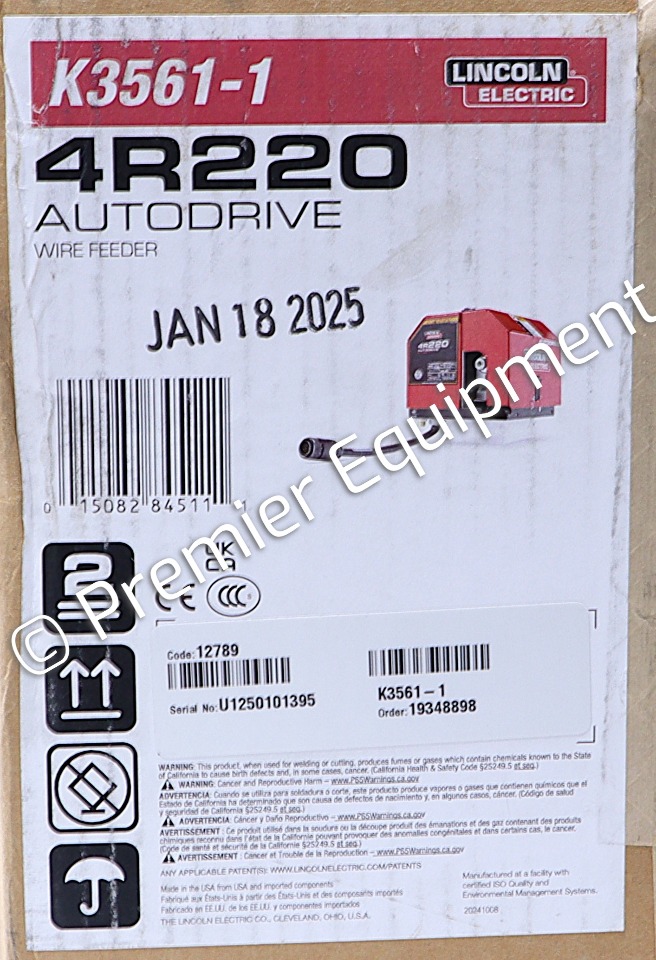 K3561-1
LINCOLN®
ELECTRIC
4R220
AUTODRIVE
WIRE FEEDER
JAN 18 2025
4R220
AUTODRIVE
LINCOLN
ELECTRIC
0 15082 84511 1
2
UK
CA
CE CCC
Code: 12789
Serial No: U1250101395
K3561-1
Order: 19348898
WARNING: This product, when used for welding or cutting, produces fumes or gases which contain chemicals known to the State
of California to cause birth defects and, in some cases, cancer. (California Health & Safety Code §25249.5 et seq.)
WARNING: Cancer and Reproductive Harm – www.P65Warnings.ca.gov
ADVERTENCIA: Cuando se utiliza para soldadura o corte, este producto produce vapores o gases que contienen químicos que el
Estado de California ha determinado que son causa de defectos de nacimiento y, en algunos casos, cáncer. (Código de salud
y seguridad de California §25249.5 et seq.)
ADVERTENCIA: Cáncer y Daño Reproductivo – www.P65Warnings.ca.gov
AVERTISSEMENT : Ce produit utilisé dans la soudure ou la découpe produit des émanations et des gaz contenant des produits
chimiques reconnus dans l'état de la Californie pouvant provoquer des anomalies congénitales et dans certains cas, le cancer.
(Code de santé et sécurité de la Californie §25249.5 et seq.)
AVERTISSEMENT : Cancer et Trouble de la Reproduction – www.P65Warnings.ca.gov
ANY APPLICABLE PATENT(S): WWW.LINCOLNELECTRIC.COM/PATENTS
Made in the USA from USA and imported components
Fabriqué aux États-Unis à partir des États-Unis et des composants importés
Fabricado en EE.UU. de los EE.UU. y componentes importados
THE LINCOLN ELECTRIC CO., CLEVELAND, OHIO, U.S.A.
Manufactured at a facility with
certified ISO Quality and
Environmental Management Systems.
20241008
© Premier Equipment